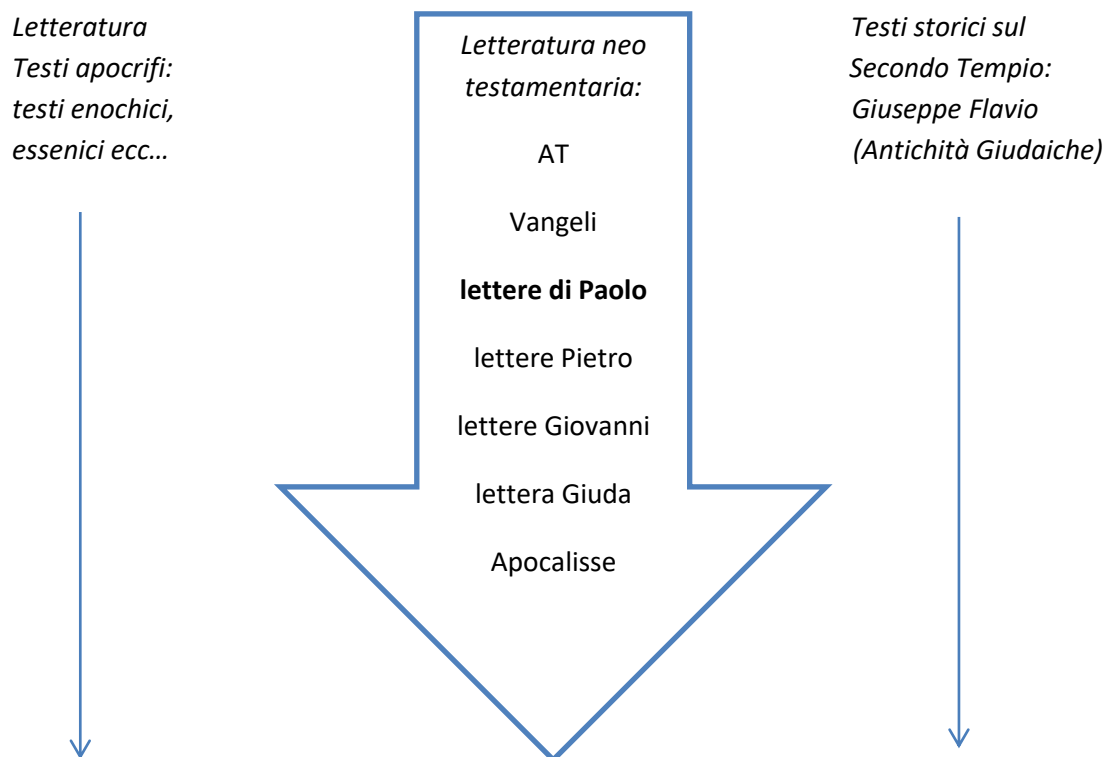 Letteratura
Testi apocrifi:
testi enochici,
essenici ecc…
Letteratura neo
testamentaria:
AT
Vangeli
lettere di Paolo
lettere Pietro
lettere Giovanni
lettera Giuda
Apocalisse
Testi storici sul
Secondo Tempio:
Giuseppe Flavio
(Antichità Giudaiche)